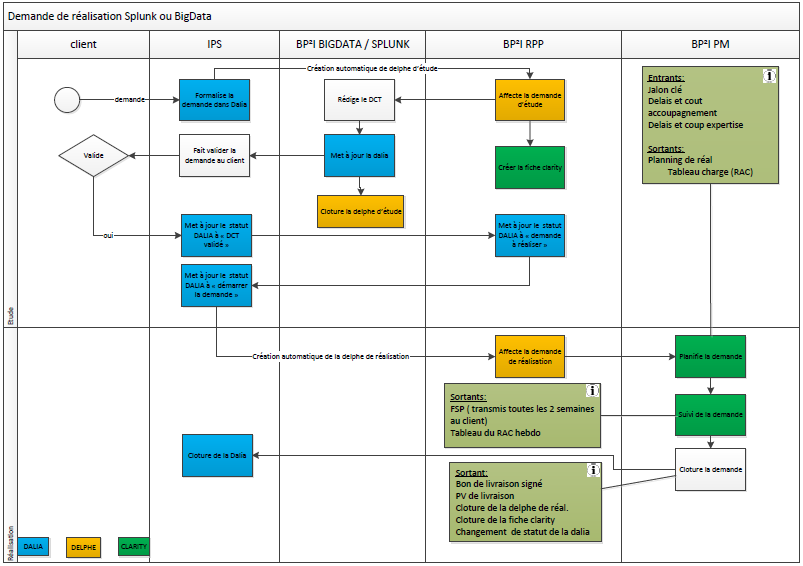 Demande de réalisation Splunk ou BigData
client
IPS
BP²I BIGDATA / SPLUNK
BP²I RPP
BP²I PM
Etude
Création automatique de delphe d'étude
demande
Formalise la
demande dans Dalia
Rédige le DCT
Affecte la demande
d'étude
Entrants:
Jalon clé
Delais et cout
accoupagnement
Delais et coup expertise
Sortants:
Planning de réal
Tableau charge (RAC)
Valide
Fait valider la
demande au client
Met à jour la dalia
Créer la fiche clarity
Cloture la delphe d'étude
oui
Met à jour le statut
DALIA à « DCT
validé »
Met à jour le statut
DALIA à « demande
à réaliser »
Met à jour le statut
DALIA à « démarrer
la demande »
Réalisation
Création automatique de la delphe de réalisation
Affecte la demande
de réalisation
Planifie la demande
Sortants:
FSP ( transmis toutes les 2 semaines
au client)
Tableau du RAC hebdo
Suivi de la demande
Cloture de la Dalia
Cloture la demande
Sortant:
Bon de livraison signé
PV de livraison
Cloture de la delphe de réal.
Cloture de la fiche clarity
Changement de statut de la dalia
DALIA
DELPHE
CLARITY